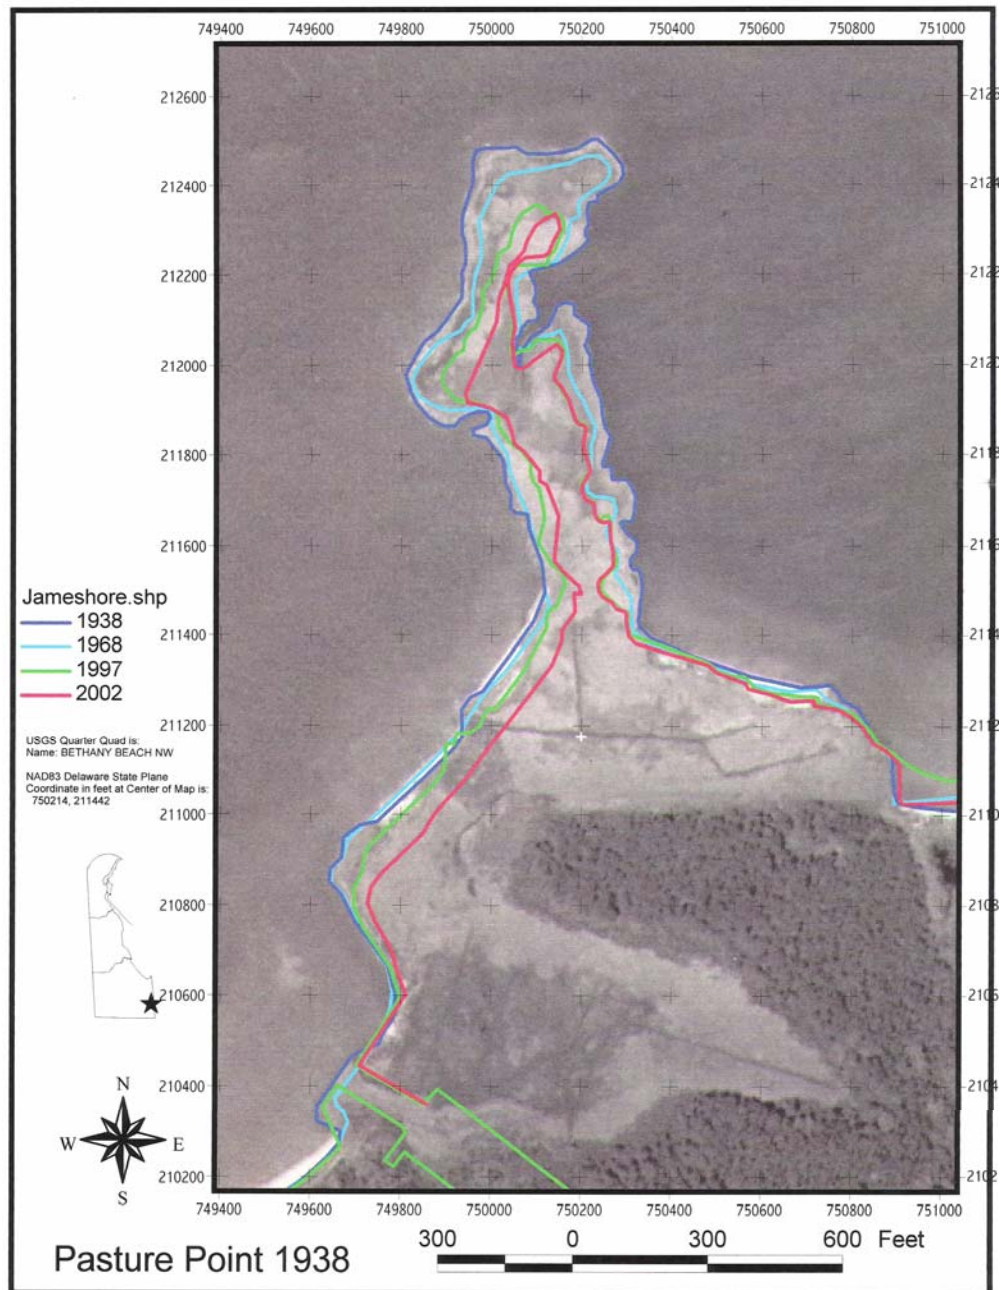 749400 749600 749800 750000 750200 750400 750600 750800 751000
212600
212400
212200
212000
211800
211600
211400
211200
211000
210800
210600
210400
210200
Jameshore.shp
1938
1968
1997
2002
USGS Quarter Quad is:
Name: BETHANY BEACH NW
NAD83 Delaware State Plane
Coordinate in feet at Center of Map is:
750214, 211442
N
W E
S
749400 749600 749800 750000 750200 750400 750600 750800 751000
Pasture Point 1938
300 0 300 600 Feet